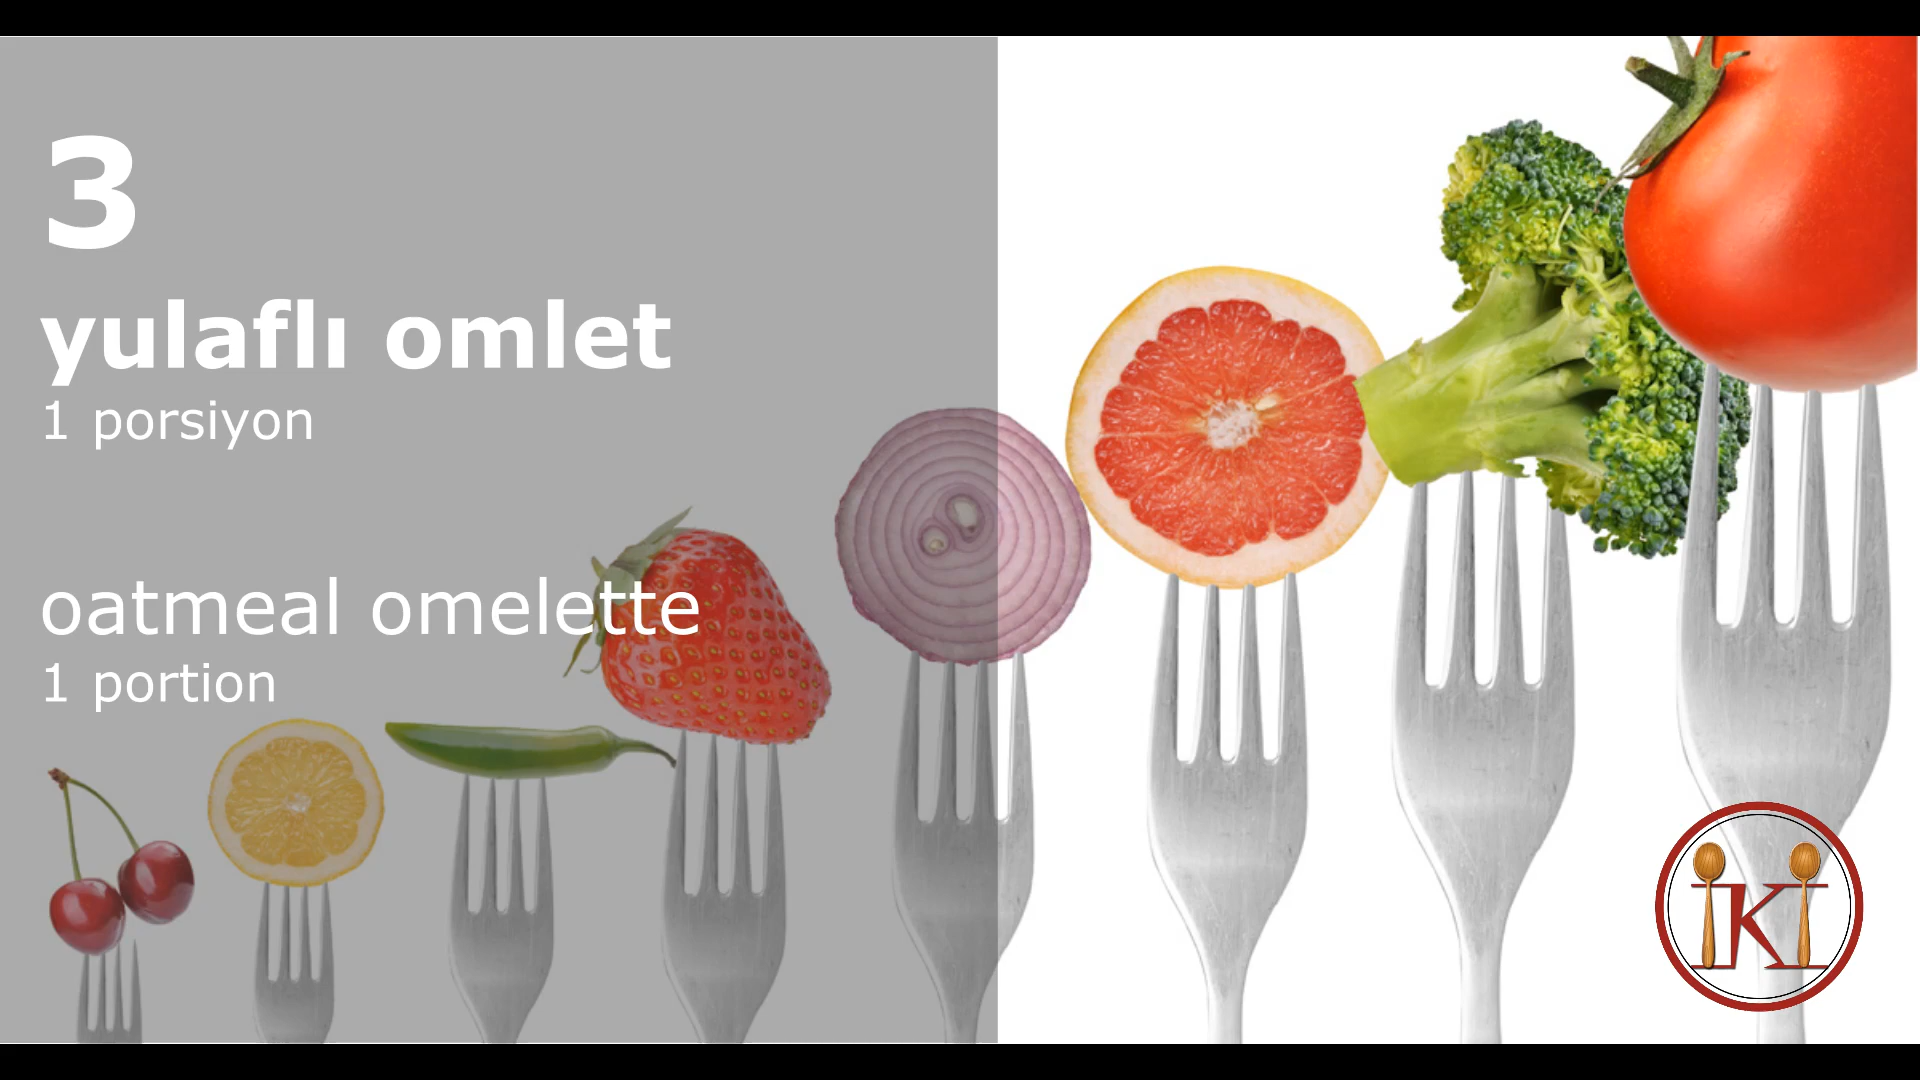 3
yulaflı omlet
1 porsiyon
oatmeal omelette
1 portion
K